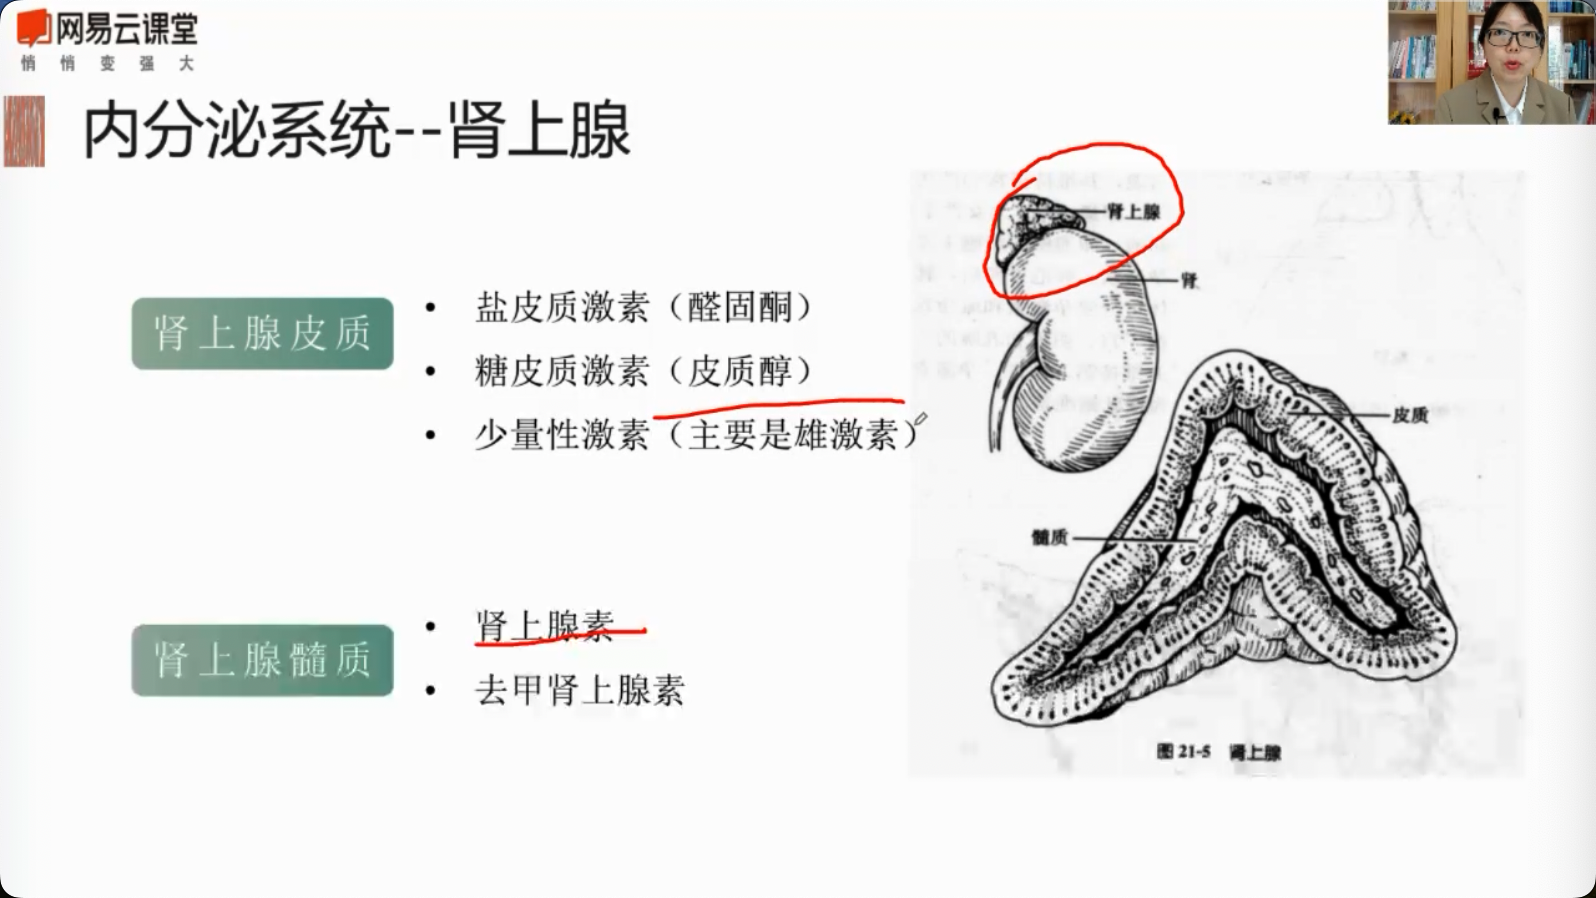 网易云课堂
悄悄变强大
内分泌系统--肾上腺
肾上腺皮质
• 盐皮质激素（醛固酮）
• 糖皮质激素（皮质醇）
• 少量性激素（主要是雄激素）
肾上腺髓质
• 肾上腺素
• 去甲肾上腺素
肾上腺
肾
皮质
髓质
图 21-5 肾上腺